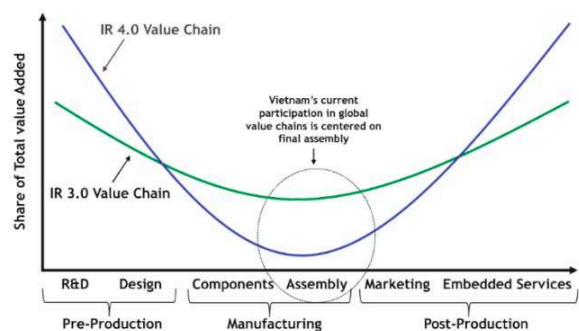 IR 4.0 Value Chain
Vietnam's current
participation in global
value chains is centered on
final assembly
IR 3.0 Value Chain
Share of Total value Added
R&D Design Components Assembly Marketing Embedded Services
Pre-Production Manufacturing Post-Production